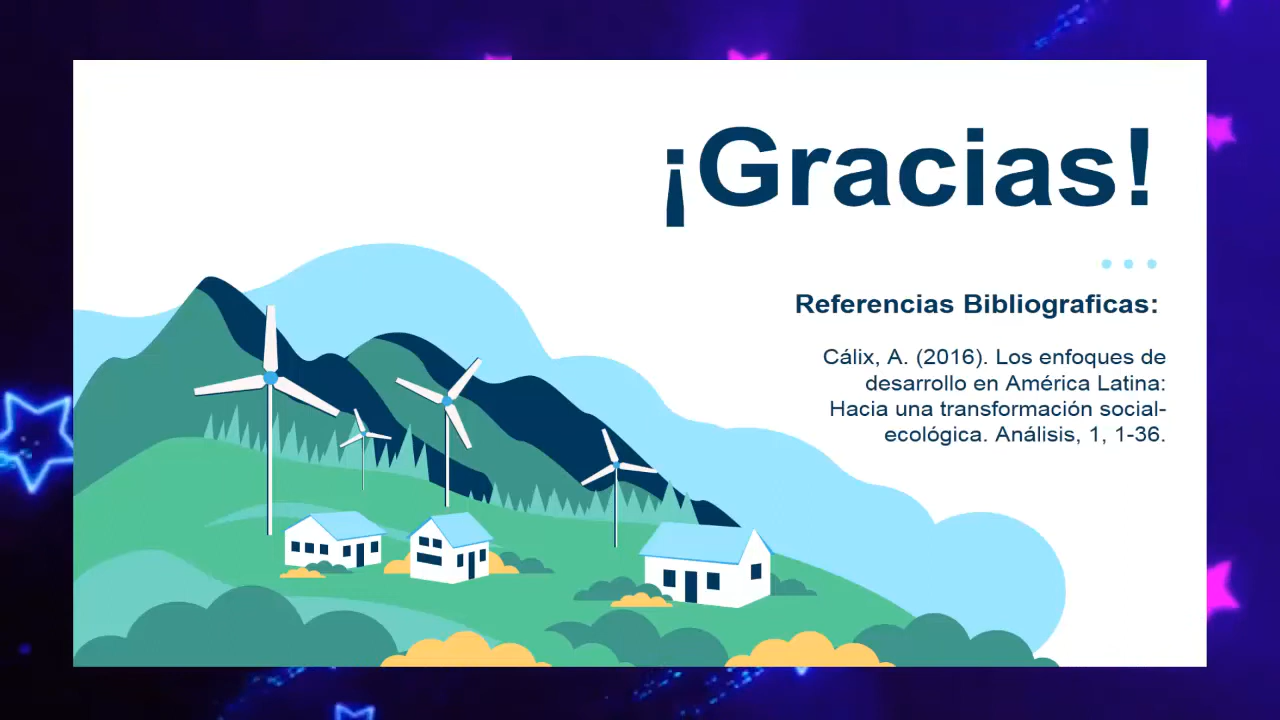 ¡Gracias!
Referencias Bibliograficas:
Cálix, A. (2016). Los enfoques de
desarrollo en América Latina:
Hacia una transformación social-
ecológica. Análisis, 1, 1-36.